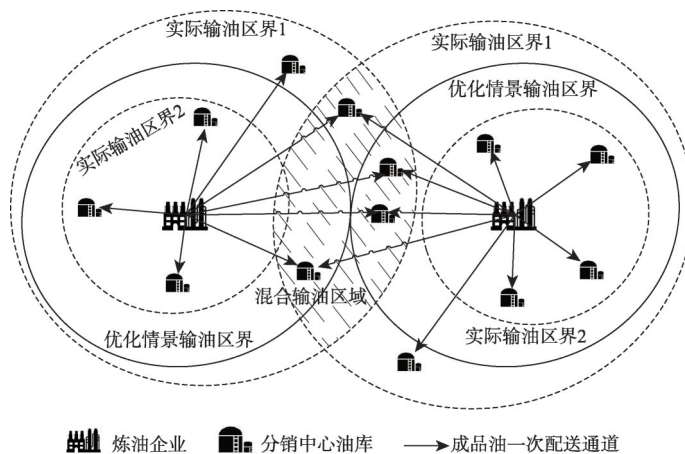 实际输油区界1
实际输油区界1
优化情景输油区界
实际输油区界2
混合输油区域
优化情景输油区界
实际输油区界2
炼油企业
分销中心油库
成品油一次配送通道